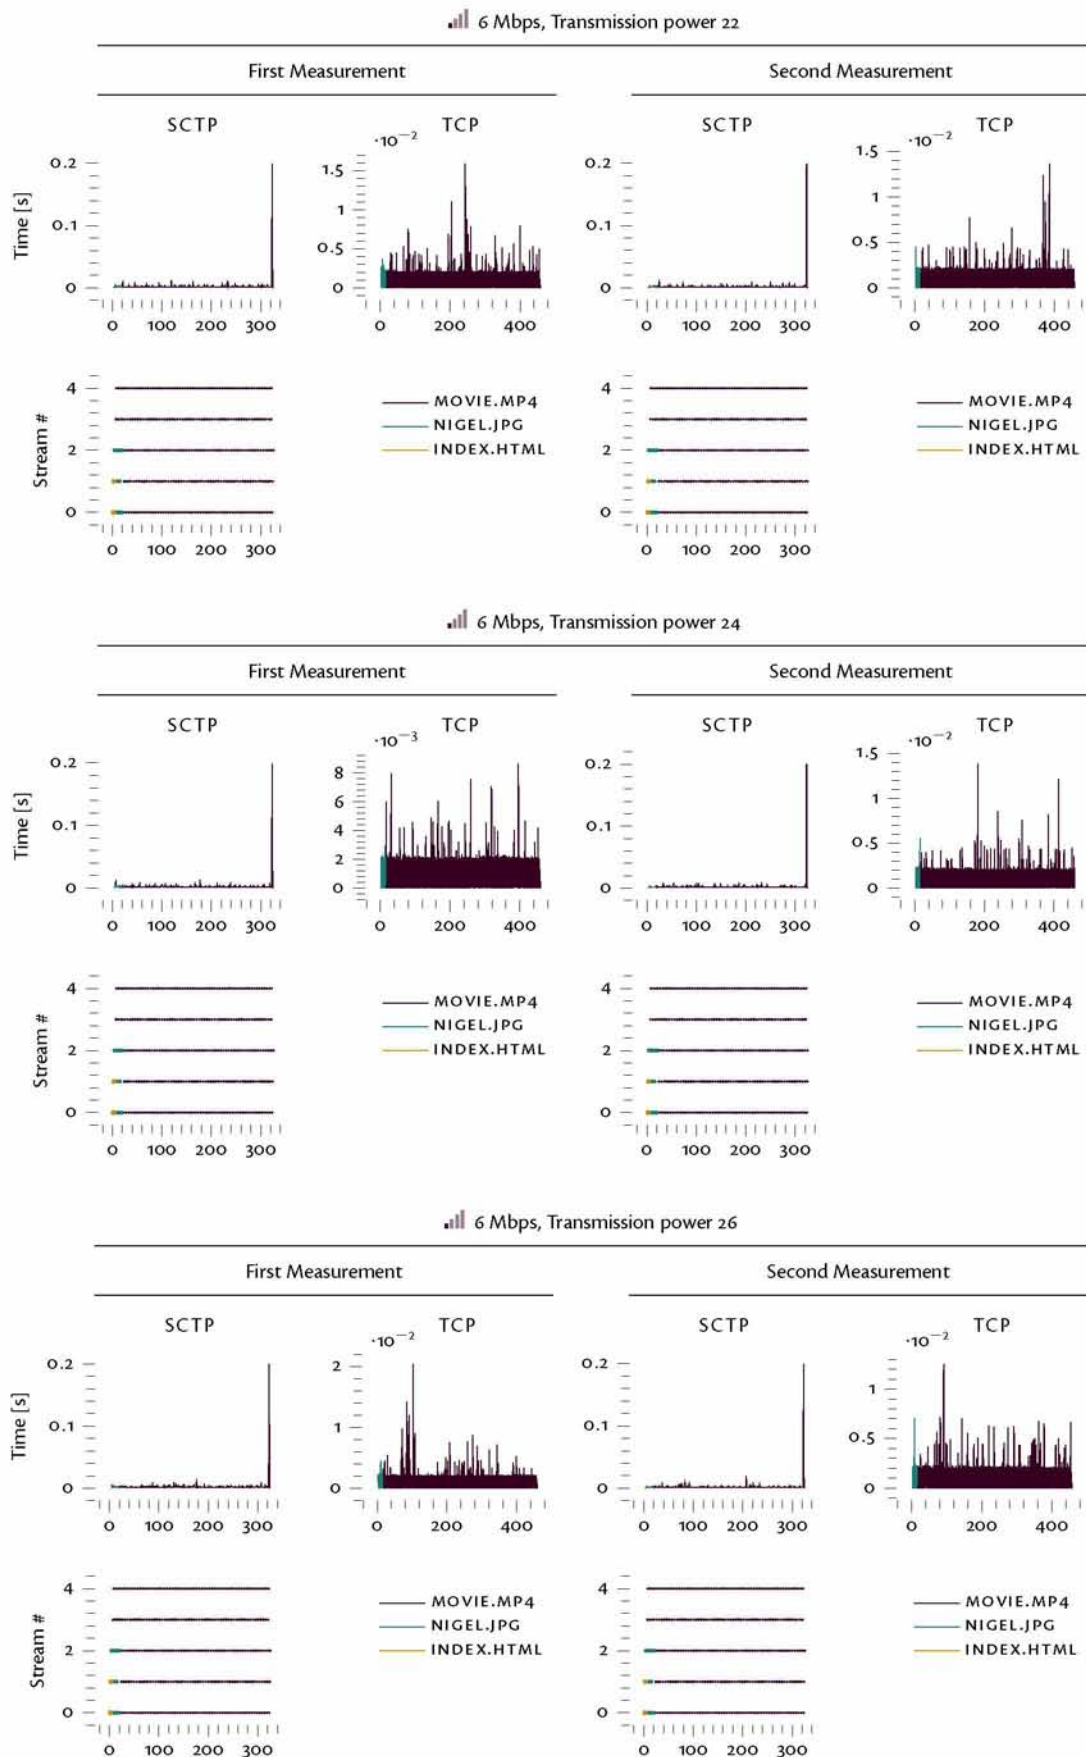 6 Mbps, Transmission power 22
First Measurement
Second Measurement
SCTP
TCP
SCTP
TCP
Time [s]
0.2
0.1
0
0 100 200 300
·10−2
1.5
1
0.5
0
0 200 400
0.2
0.1
0
0 100 200 300
·10−2
1.5
1
0.5
0
0 200 400
Stream #
4
2
0
0 100 200 300
MOVIE.MP4
NIGEL.JPG
INDEX.HTML
4
2
0
0 100 200 300
MOVIE.MP4
NIGEL.JPG
INDEX.HTML
6 Mbps, Transmission power 24
First Measurement
Second Measurement
SCTP
TCP
SCTP
TCP
Time [s]
0.2
0.1
0
0 100 200 300
·10−3
8
6
4
2
0
0 200 400
0.2
0.1
0
0 100 200 300
·10−2
1.5
1
0.5
0
0 200 400
Stream #
4
2
0
0 100 200 300
MOVIE.MP4
NIGEL.JPG
INDEX.HTML
4
2
0
0 100 200 300
MOVIE.MP4
NIGEL.JPG
INDEX.HTML
6 Mbps, Transmission power 26
First Measurement
Second Measurement
SCTP
TCP
SCTP
TCP
Time [s]
0.2
0.1
0
0 100 200 300
·10−2
2
1
0
0 200 400
0.2
0.1
0
0 100 200 300
·10−2
1
0.5
0
0 200 400
Stream #
4
2
0
0 100 200 300
MOVIE.MP4
NIGEL.JPG
INDEX.HTML
4
2
0
0 100 200 300
MOVIE.MP4
NIGEL.JPG
INDEX.HTML